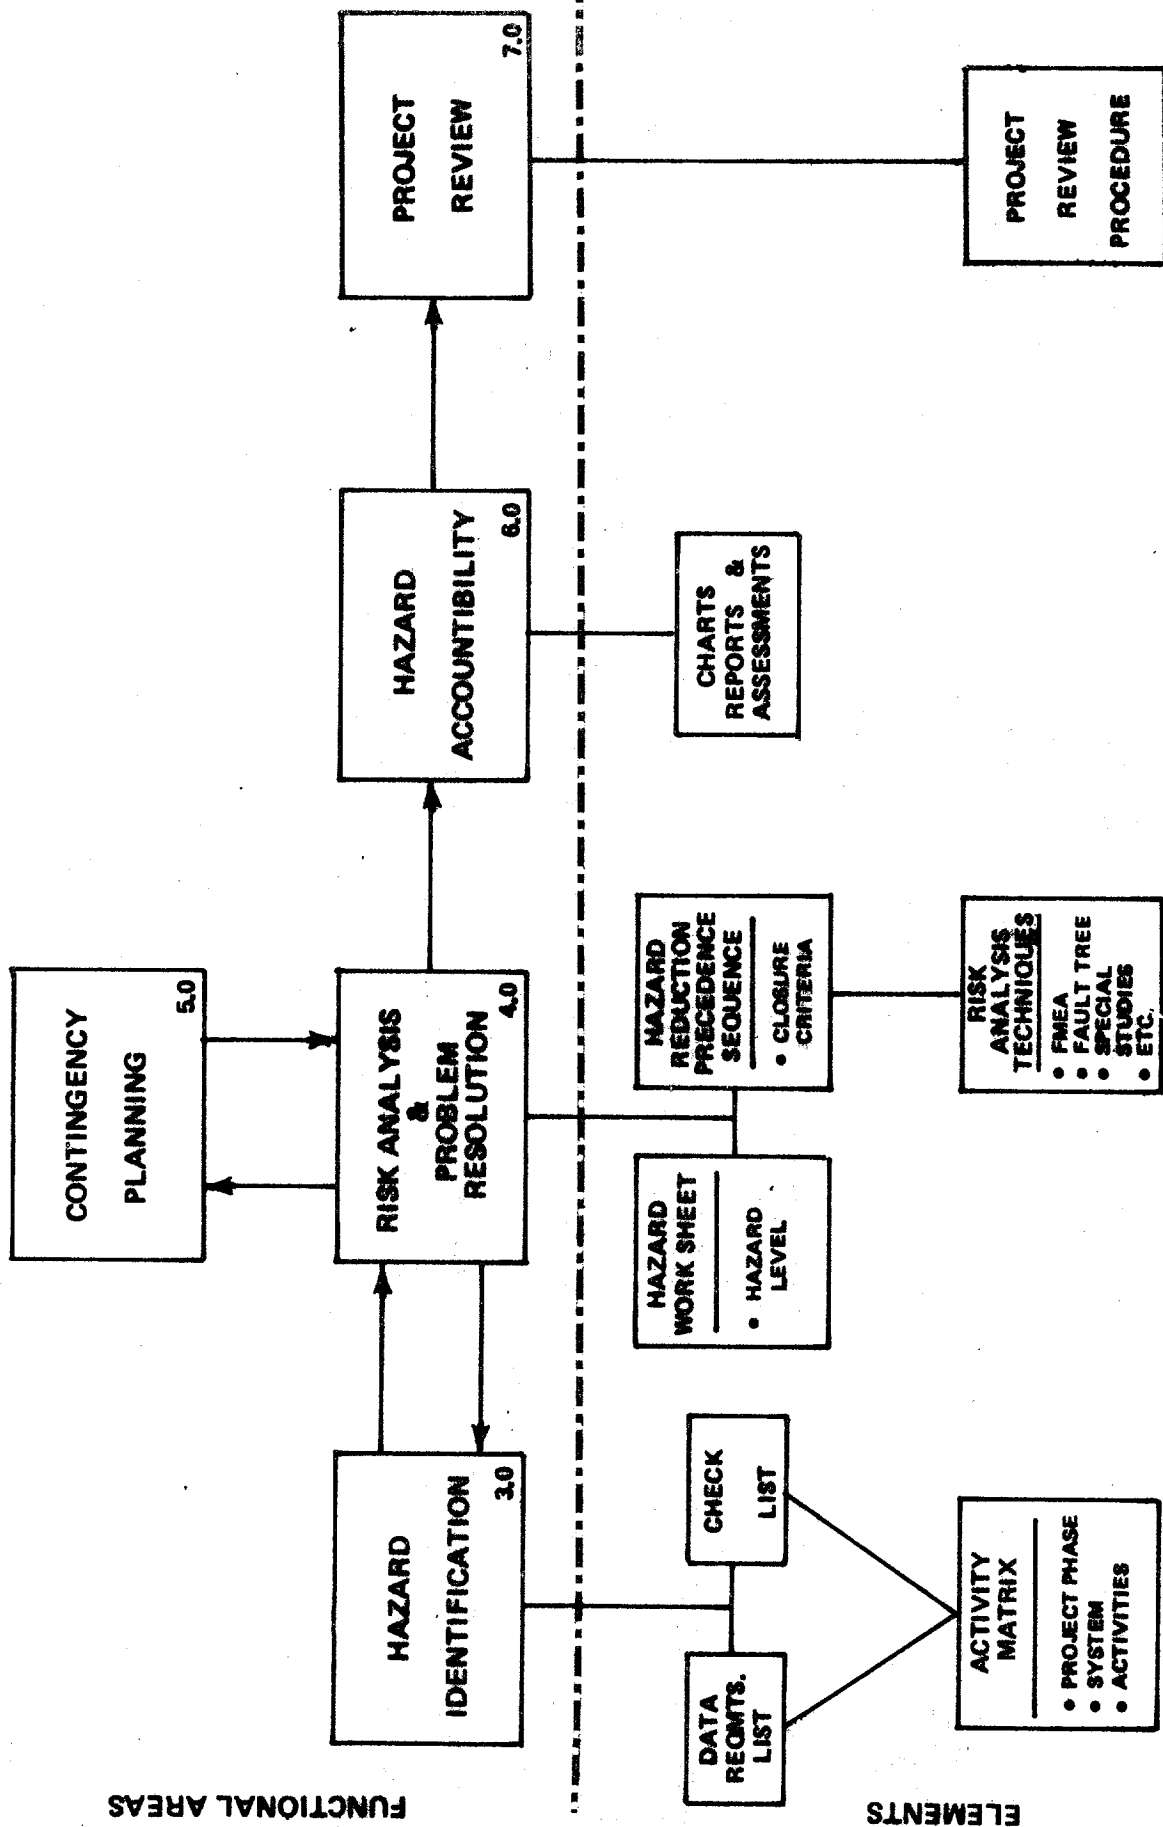 FUNCTIONAL AREAS
CONTINGENCY
PLANNING
5.0
HAZARD
IDENTIFICATION
3.0
RISK ANALYSIS
&
PROBLEM
RESOLUTION
4.0
HAZARD
ACCOUNTIBILITY
6.0
PROJECT
REVIEW
7.0
ELEMENTS
DATA
REQMTS.
LIST
CHECK
LIST
ACTIVITY
MATRIX
• PROJECT PHASE
• SYSTEM
• ACTIVITIES
HAZARD
WORK SHEET
• HAZARD
LEVEL
HAZARD
REDUCTION
PRECEDENCE
SEQUENCE
• CLOSURE
CRITERIA
RISK
ANALYSIS
TECHNIQUES
• FMEA
• FAULT TREE
• SPECIAL
STUDIES
• ETC.
CHARTS
REPORTS &
ASSESSMENTS
PROJECT
REVIEW
PROCEDURE